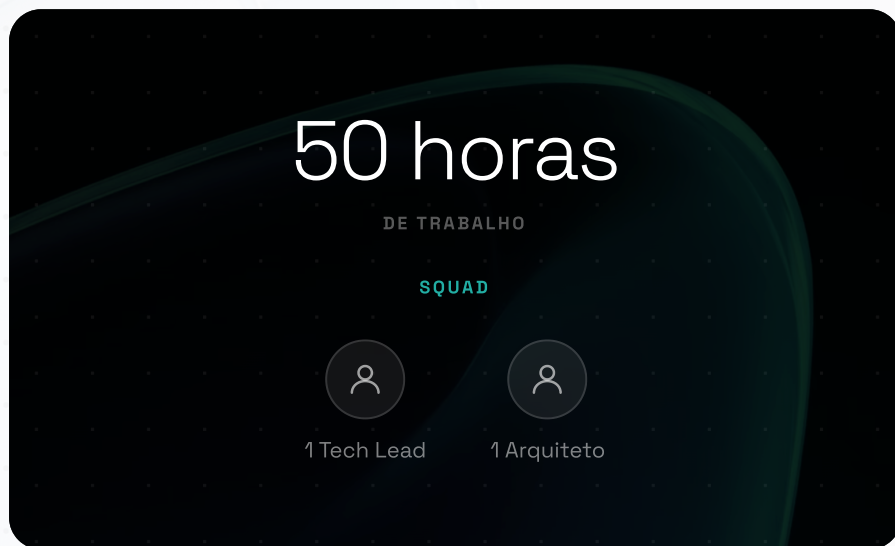 50 horas
DE TRABALHO
SQUAD
1 Tech Lead
1 Arquiteto